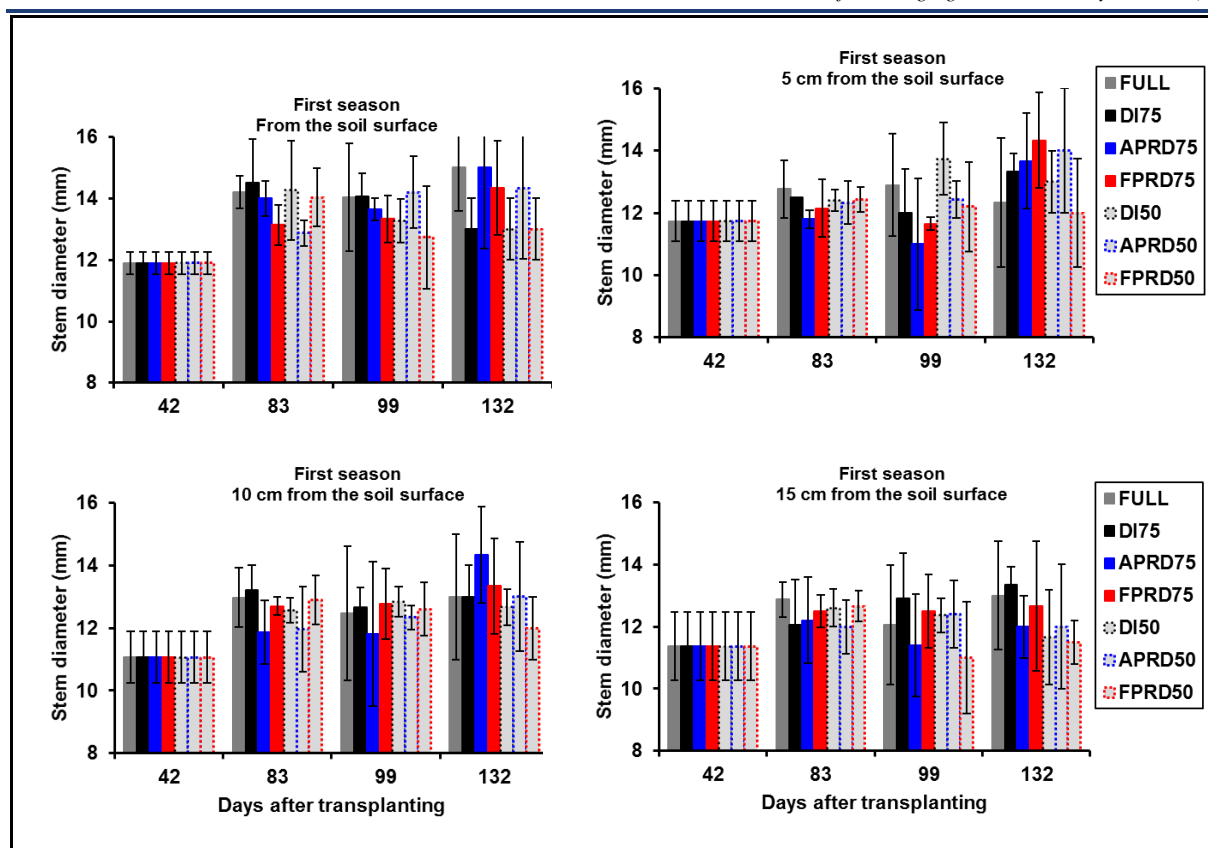 First season
From the soil surface
Stem diameter (mm)
16
14
12
10
8
42
83
99
132
First season
5 cm from the soil surface
Stem diameter (mm)
16
14
12
10
8
42
83
99
132
FULL
DI75
APRD75
FPRD75
DI50
APRD50
FPRD50
First season
10 cm from the soil surface
Stem diameter (mm)
16
14
12
10
8
42
83
99
132
Days after transplanting
First season
15 cm from the soil surface
Stem diameter (mm)
16
14
12
10
8
42
83
99
132
Days after transplanting
FULL
DI75
APRD75
FPRD75
DI50
APRD50
FPRD50